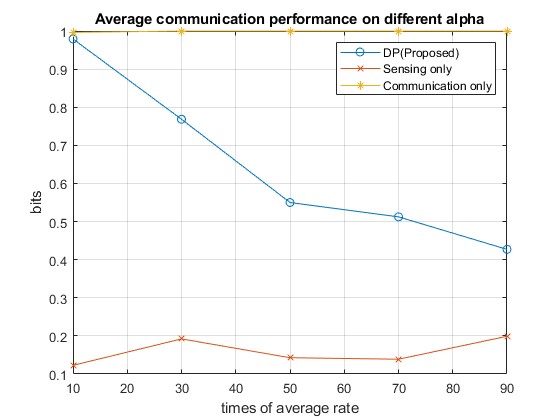 Average communication performance on different alpha
1
0.9
0.8
0.7
0.6
0.5
0.4
0.3
0.2
0.1
bits
DP(Proposed)
Sensing only
Communication only
10 20 30 40 50 60 70 80 90
times of average rate